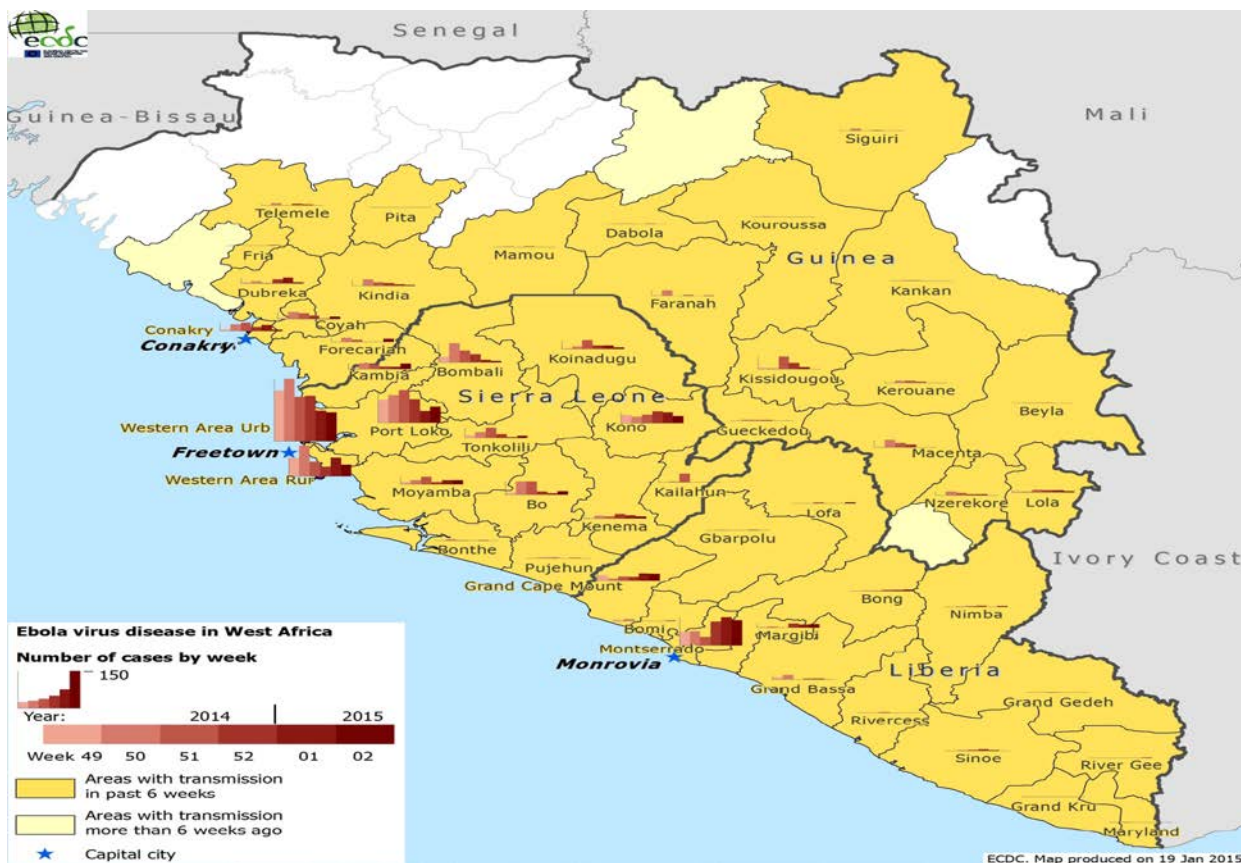 ecdc
Senegal
Guinea-Bissau
Mali
Siguiri
Telemele
Pita
Dabola
Kouroussa
Fria
Mamou
Guinea
Dubreka
Kindia
Kankan
Faranah
Conakry
Coyah
Conakry
Forecariah
Koinadugu
Kambia
Bombali
Kissidougou
Kerouane
Sierra Leone
Beyla
Western Area Urb
Port Loko
Kono
Gueckedou
Freetown
Tonkolili
Macenta
Western Area Rur
Moyamba
Bo
Kailahun
Nzerekore
Lola
Lofa
Kenema
Gbarpolu
Bonthe
Ivory Coast
Pujehun
Grand Cape Mount
Bong
Nimba
Bomi
Margibi
Montserrado
Monrovia
Liberia
Grand Bassa
Grand Gedeh
Rivercess
Sinoe
River Gee
Grand Kru
Maryland
Ebola virus disease in West Africa
Number of cases by week
150
Year: 2014 2015
Week 49 50 51 52 01 02
Areas with transmission
in past 6 weeks
Areas with transmission
more than 6 weeks ago
Capital city
ECDC. Map produced on 19 Jan 2015